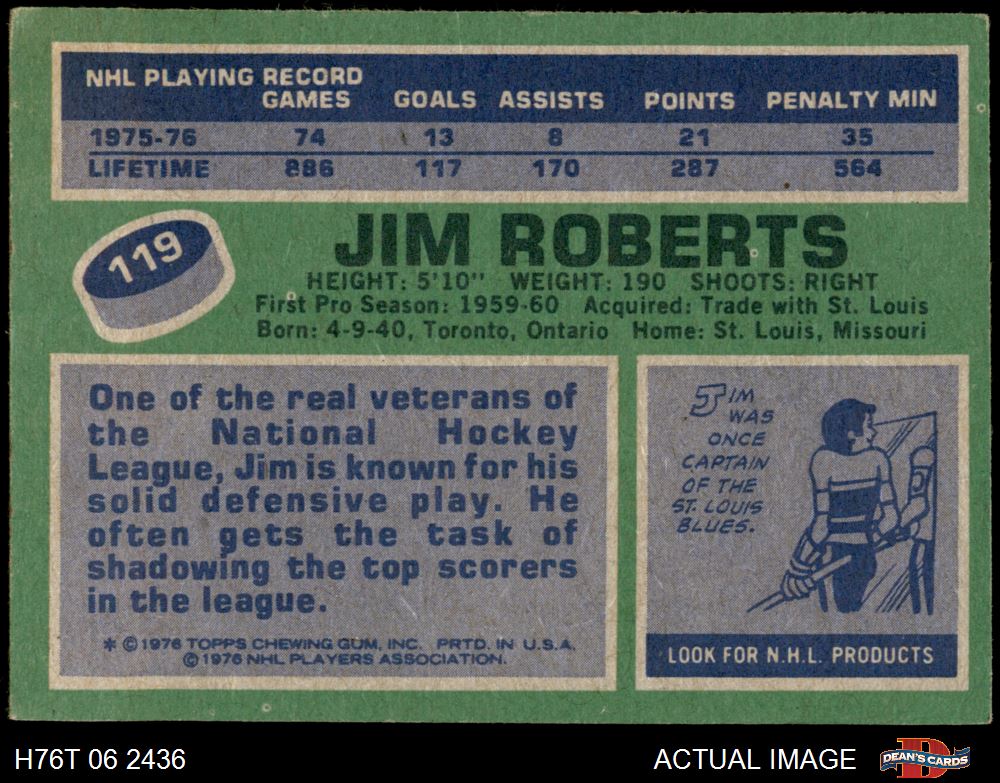 NHL PLAYING RECORD
GAMES GOALS ASSISTS POINTS PENALTY MIN
1975-76 74 13 8 21 35
LIFETIME 886 117 170 287 564
119
JIM ROBERTS
HEIGHT: 5'10" WEIGHT: 190 SHOOTS: RIGHT
First Pro Season: 1959-60 Acquired: Trade with St. Louis
Born: 4-9-40, Toronto, Ontario Home: St. Louis, Missouri
One of the real veterans of
the National Hockey
League, Jim is known for his
solid defensive play. He
often gets the task of
shadowing the top scorers
in the league.
* © 1976 TOPPS CHEWING GUM, INC. PRTD. IN U.S.A.
© 1976 NHL PLAYERS ASSOCIATION.
JIM
WAS
ONCE
CAPTAIN
OF THE
ST. LOUIS
BLUES.
LOOK FOR N.H.L. PRODUCTS
H76T 06 2436 ACTUAL IMAGE D DEAN'S CARDS